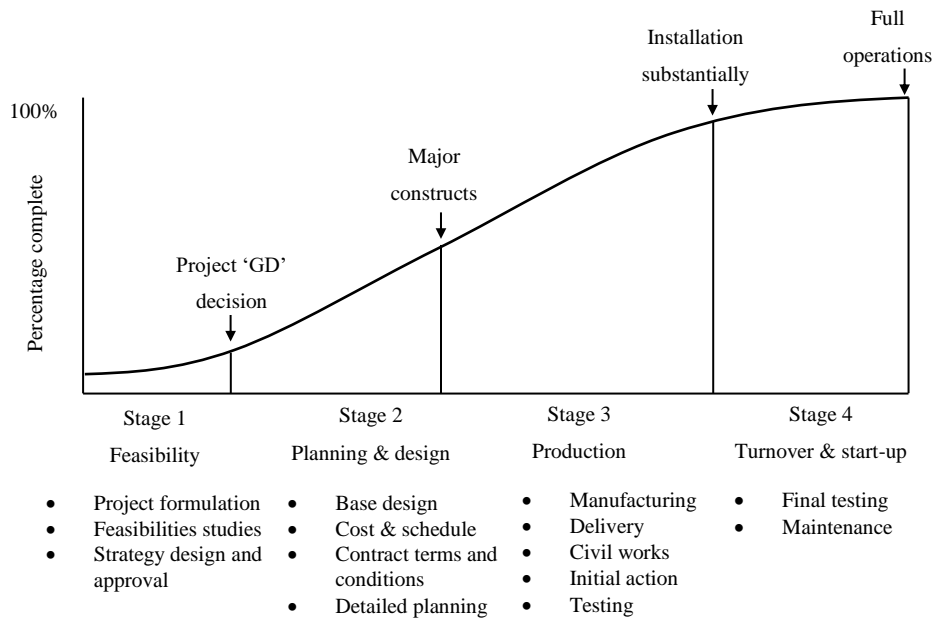 Full
operations
Installation
substantially
100%
Major
constructs
Project ‘GD’
decision
Percentage complete
Stage 1
Feasibility
• Project formulation
• Feasibilities studies
• Strategy design and
approval
Stage 2
Planning & design
• Base design
• Cost & schedule
• Contract terms and
conditions
• Detailed planning
Stage 3
Production
• Manufacturing
• Delivery
• Civil works
• Initial action
• Testing
Stage 4
Turnover & start-up
• Final testing
• Maintenance